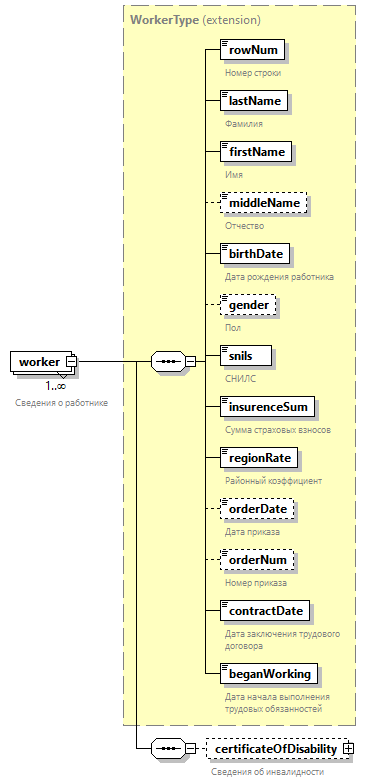 WorkerType (extension)
rowNum
Номер строки
lastName
Фамилия
firstName
Имя
middleName
Отчество
birthDate
Дата рождения работника
gender
Пол
worker
1..∞
Сведения о работнике
snils
СНИЛС
insurenceSum
Сумма страховых взносов
regionRate
Районный коэффициент
orderDate
Дата приказа
orderNum
Номер приказа
contractDate
Дата заключения трудового
договора
beganWorking
Дата начала выполнения
трудовых обязанностей
certificateOfDisability
Сведения об инвалидности